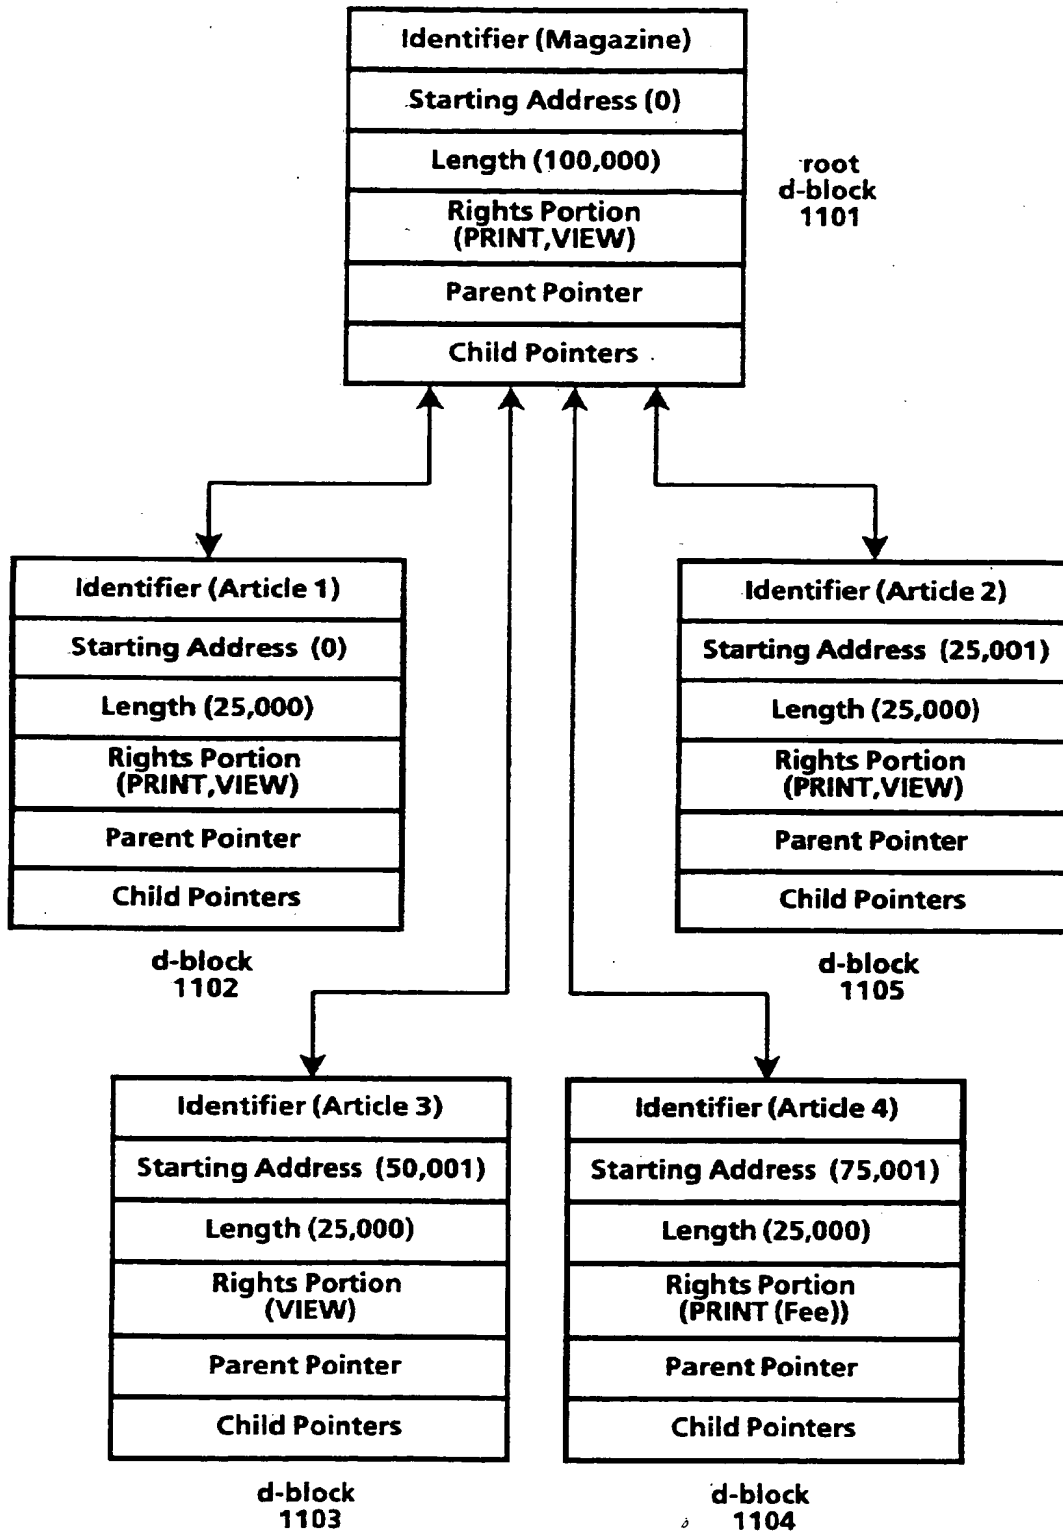 Identifier (Magazine)
Starting Address (0)
Length (100,000)
Rights Portion
(PRINT,VIEW)
Parent Pointer
Child Pointers
root
d-block
1101
Identifier (Article 1)
Starting Address (0)
Length (25,000)
Rights Portion
(PRINT,VIEW)
Parent Pointer
Child Pointers
d-block
1102
Identifier (Article 2)
Starting Address (25,001)
Length (25,000)
Rights Portion
(PRINT,VIEW)
Parent Pointer
Child Pointers
d-block
1105
Identifier (Article 3)
Starting Address (50,001)
Length (25,000)
Rights Portion
(VIEW)
Parent Pointer
Child Pointers
d-block
1103
Identifier (Article 4)
Starting Address (75,001)
Length (25,000)
Rights Portion
(PRINT (Fee))
Parent Pointer
Child Pointers
d-block
1104